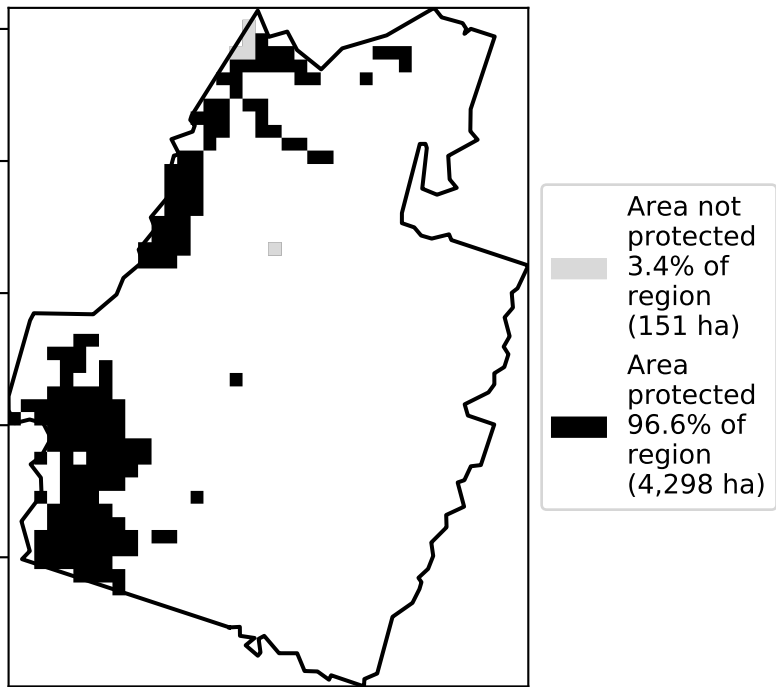 Area not
protected
3.4% of
region
(151 ha)
Area
protected
96.6% of
region
(4,298 ha)